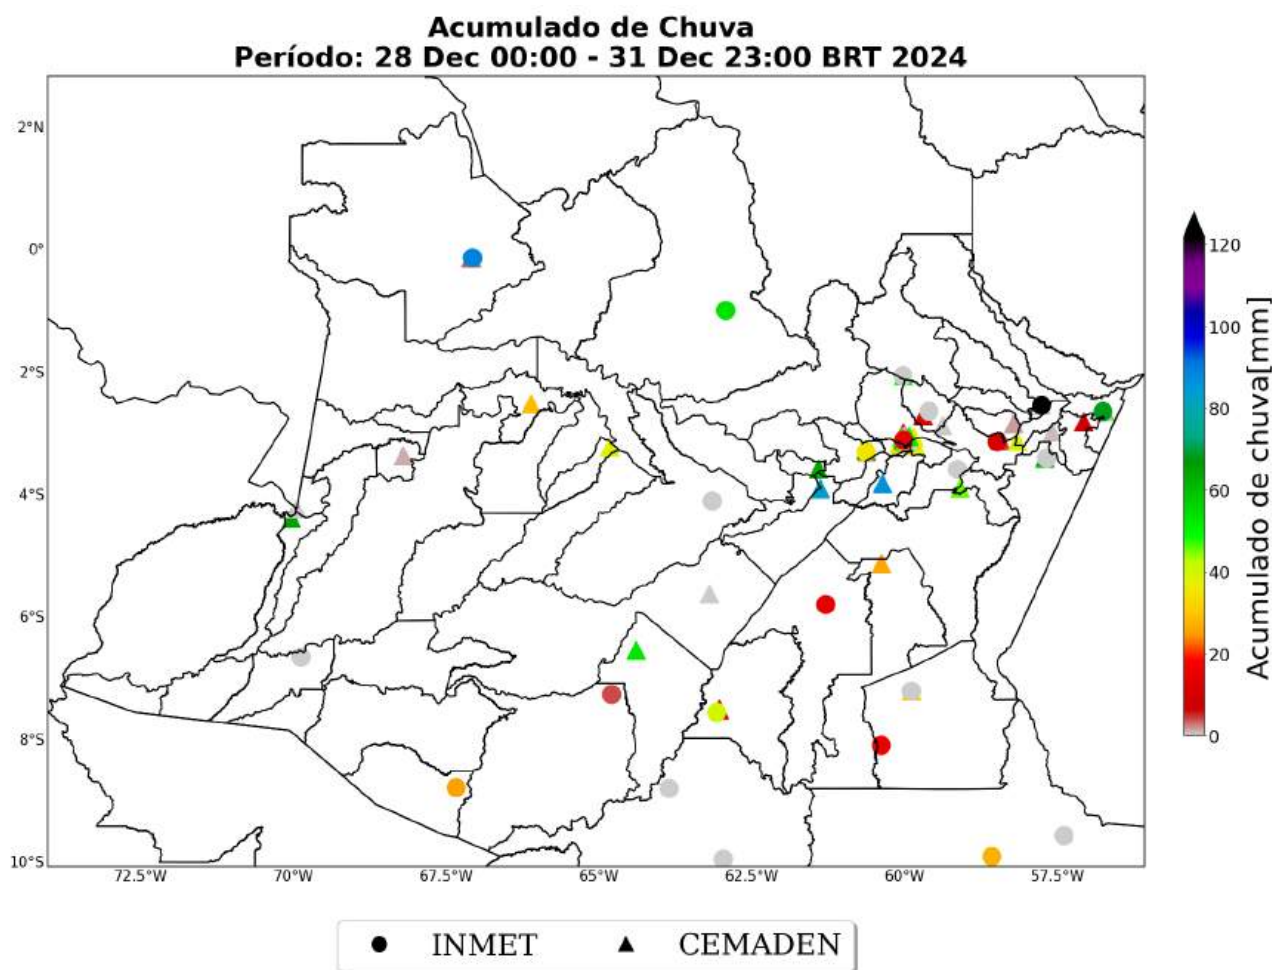 Acumulado de Chuva
Período: 28 Dec 00:00 - 31 Dec 23:00 BRT 2024
2°N
0°
2°S
4°S
6°S
8°S
10°S
72.5°W 70°W 67.5°W 65°W 62.5°W 60°W 57.5°W
120
100
80
60
40
20
0
Acumulado de chuva[mm]
INMET CEMADEN